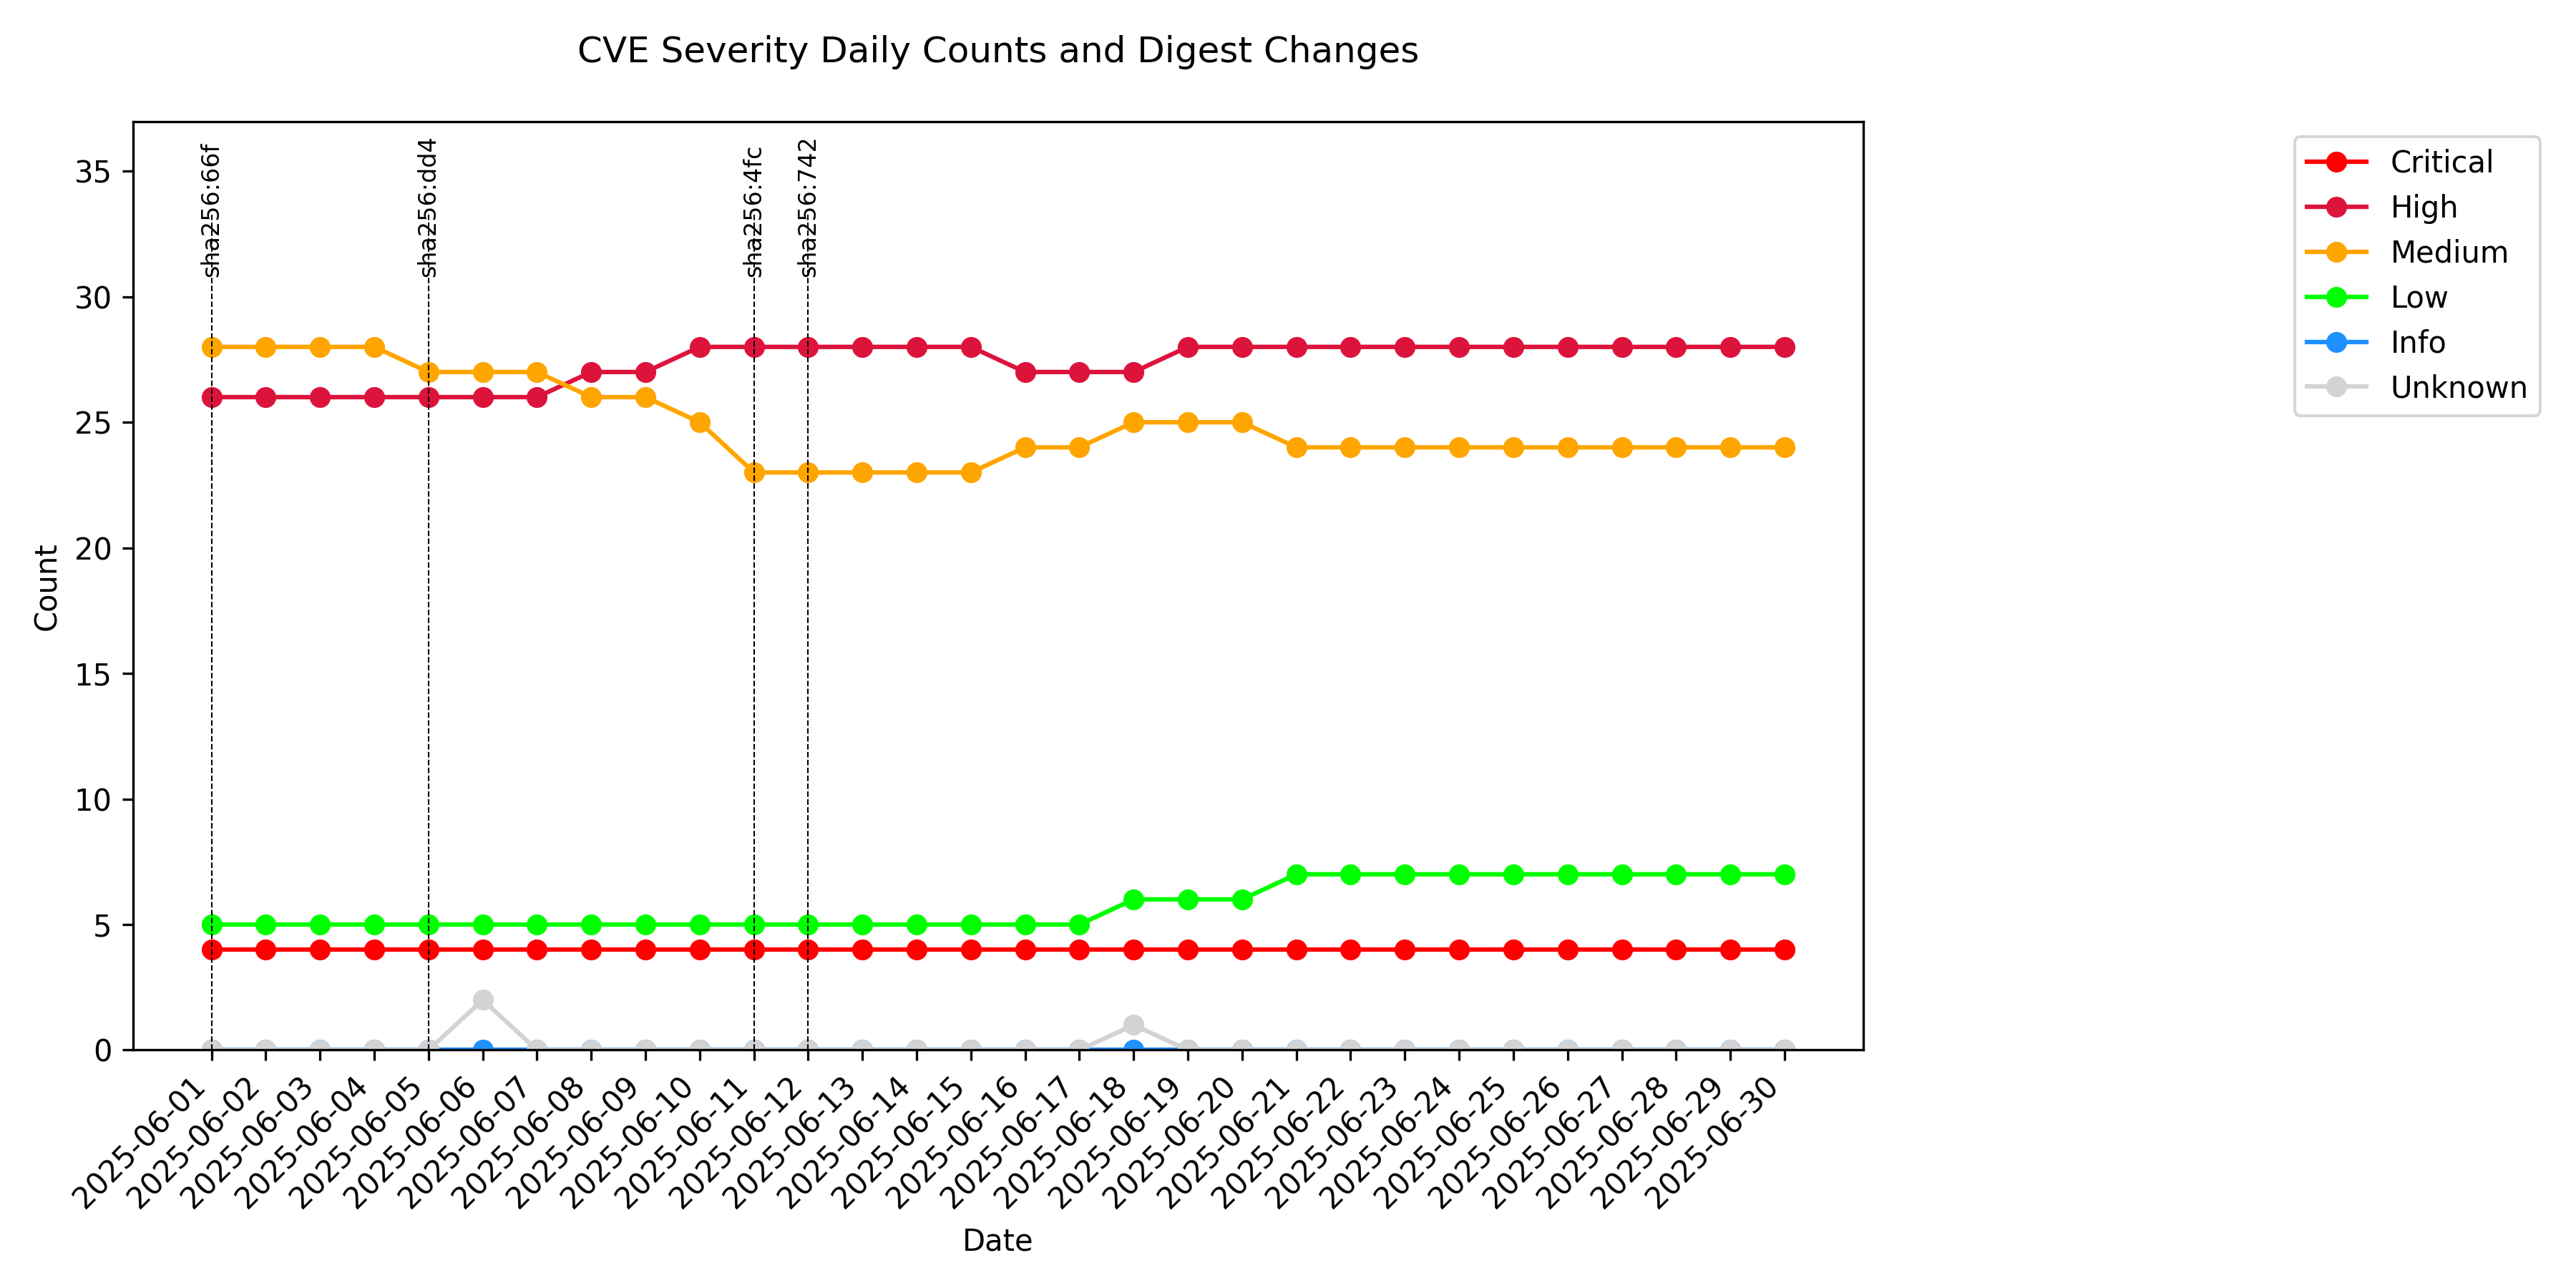 CVE Severity Daily Counts and Digest Changes
sha256:66f
sha256:dd4
sha256:4fc
sha256:742
35
30
25
20
15
10
5
0
Count
2025-06-01
2025-06-02
2025-06-03
2025-06-04
2025-06-05
2025-06-06
2025-06-07
2025-06-08
2025-06-09
2025-06-10
2025-06-11
2025-06-12
2025-06-13
2025-06-14
2025-06-15
2025-06-16
2025-06-17
2025-06-18
2025-06-19
2025-06-20
2025-06-21
2025-06-22
2025-06-23
2025-06-24
2025-06-25
2025-06-26
2025-06-27
2025-06-28
2025-06-29
2025-06-30
Date
Critical
High
Medium
Low
Info
Unknown